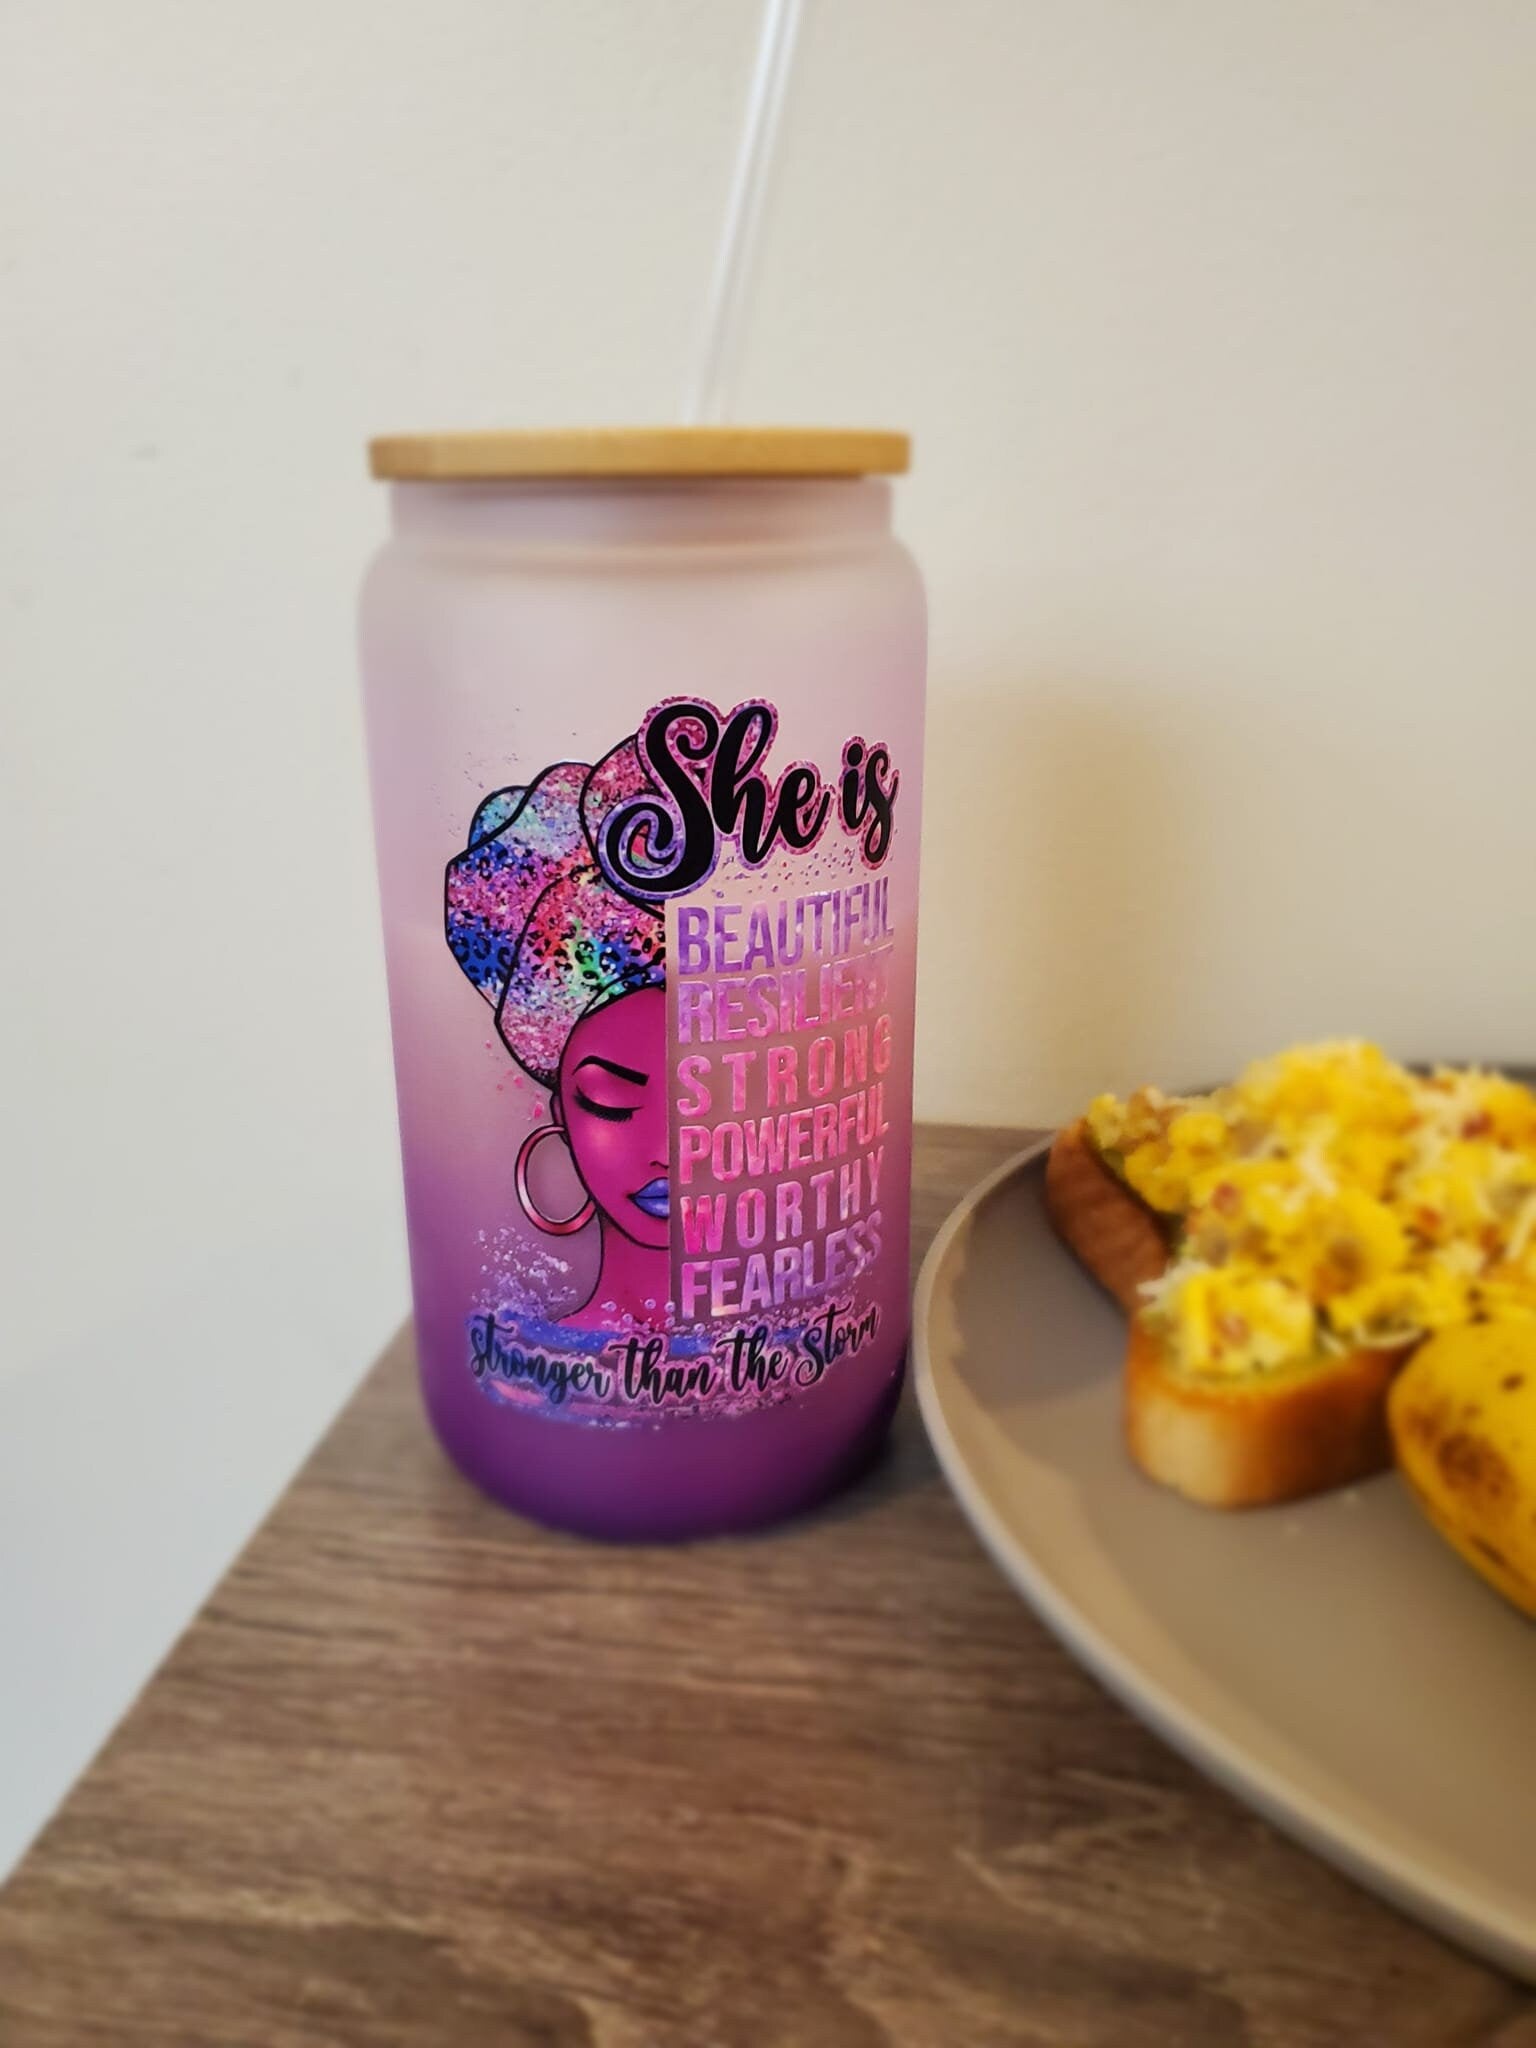 She is
BEAUTIFUL
RESILIENT
STRONG
POWERFUL
WORTHY
FEARLESS
stronger than the Storm